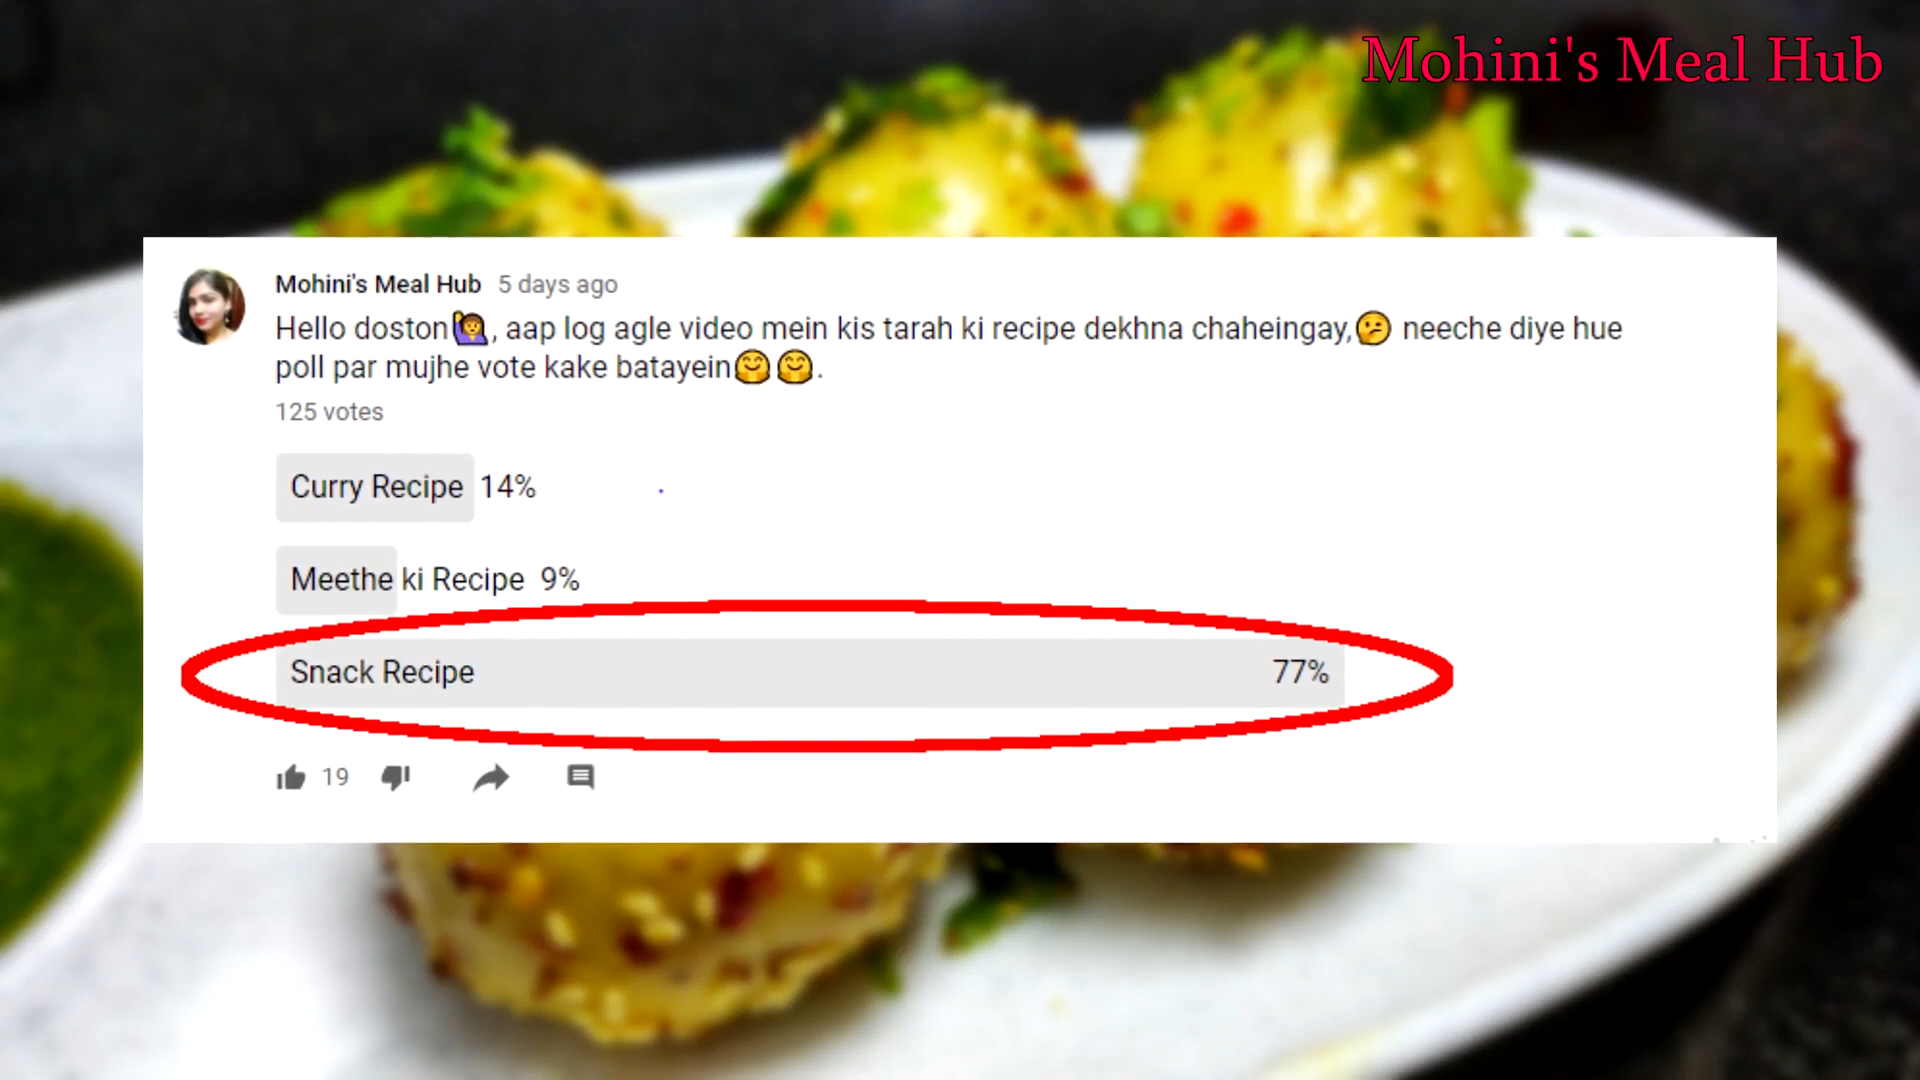 Mohini's Meal Hub
Mohini's Meal Hub 5 days ago
Hello doston🙋‍♀️, aap log agle video mein kis tarah ki recipe dekhna chaheingay,🤔 neeche diye hue
poll par mujhe vote kake batayein🤗🤗.
125 votes
Curry Recipe 14%
Meethe ki Recipe 9%
Snack Recipe 77%
19